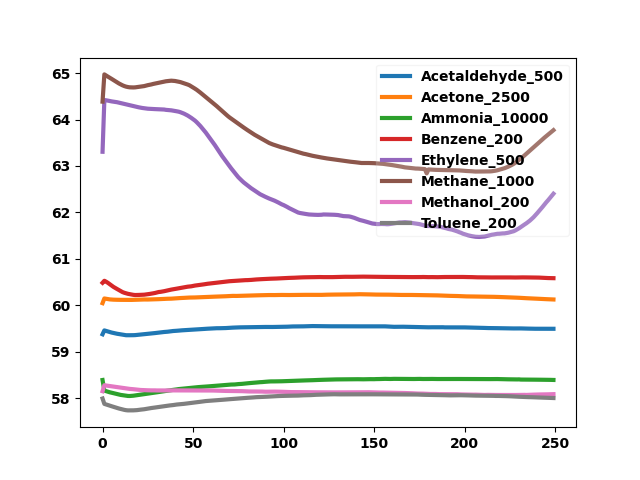 65
64
63
62
61
60
59
58
0 50 100 150 200 250
Acetaldehyde_500
Acetone_2500
Ammonia_10000
Benzene_200
Ethylene_500
Methane_1000
Methanol_200
Toluene_200